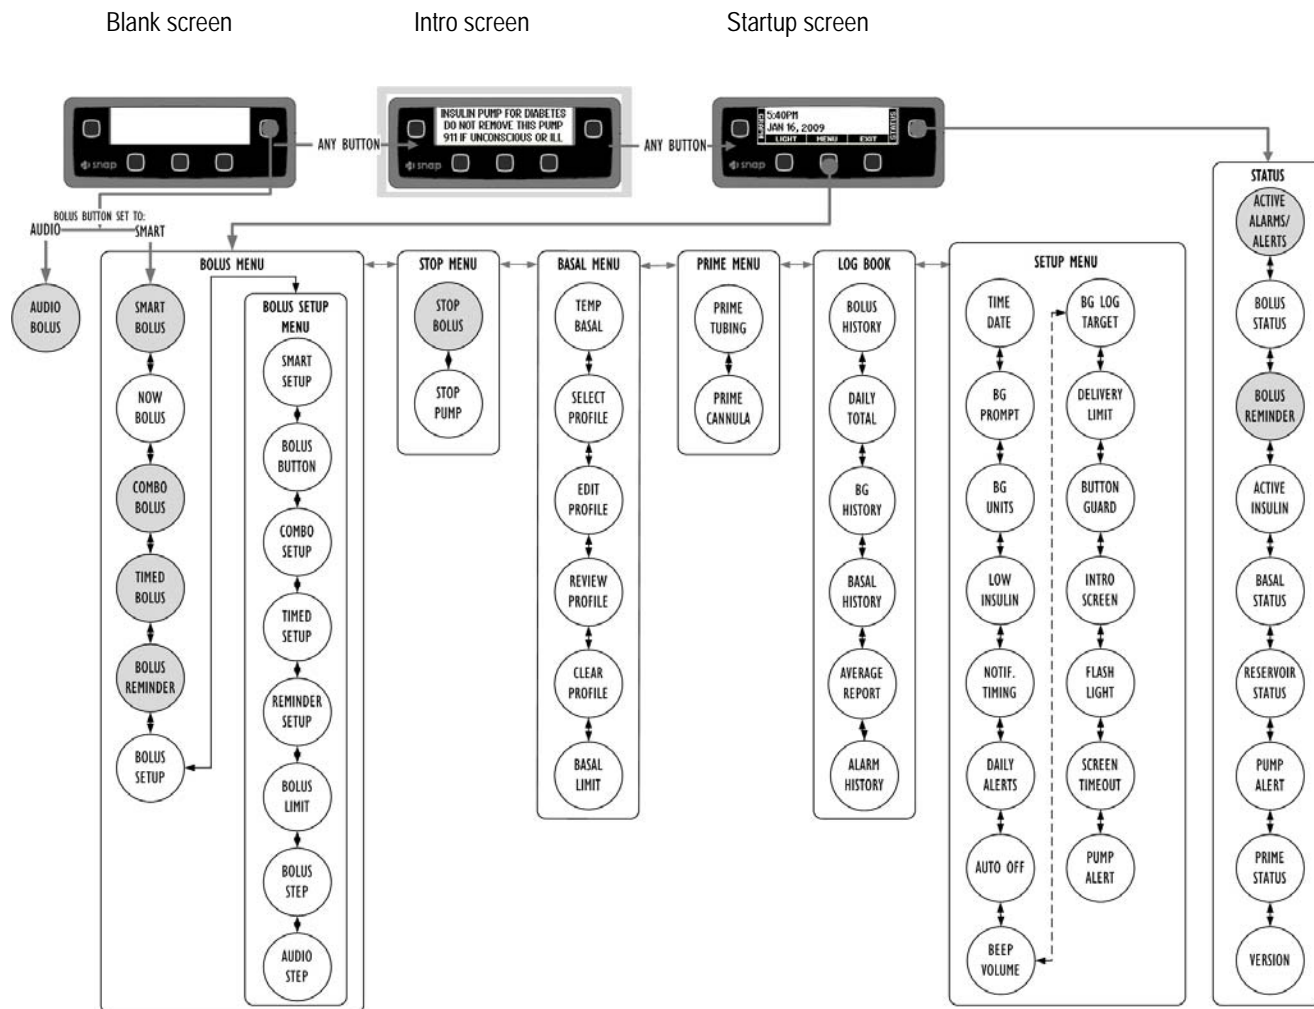 Blank screen
Intro screen
Startup screen
snap
ANY BUTTON
INSULIN PUMP FOR DIABETES
DO NOT REMOVE THIS PUMP
911 IF UNCONSCIOUS OR ILL
snap
ANY BUTTON
5:40PM
JAN 16, 2009
LIGHT MENU EXIT
STATUS
snap
BOLUS BUTTON SET TO:
AUDIO
SMART
AUDIO
BOLUS
BOLUS MENU
SMART
BOLUS
NOW
BOLUS
COMBO
BOLUS
TIMED
BOLUS
BOLUS
REMINDER
BOLUS
SETUP
BOLUS SETUP
MENU
SMART
SETUP
BOLUS
BUTTON
COMBO
SETUP
TIMED
SETUP
REMINDER
SETUP
BOLUS
LIMIT
BOLUS
STEP
AUDIO
STEP
STOP MENU
STOP
BOLUS
STOP
PUMP
BASAL MENU
TEMP
BASAL
SELECT
PROFILE
EDIT
PROFILE
REVIEW
PROFILE
CLEAR
PROFILE
BASAL
LIMIT
PRIME MENU
PRIME
TUBING
PRIME
CANNULA
LOG BOOK
BOLUS
HISTORY
DAILY
TOTAL
BG
HISTORY
BASAL
HISTORY
AVERAGE
REPORT
ALARM
HISTORY
SETUP MENU
TIME
DATE
BG
PROMPT
BG
UNITS
LOW
INSULIN
NOTIF.
TIMING
DAILY
ALERTS
AUTO OFF
BEEP
VOLUME
BG LOG
TARGET
DELIVERY
LIMIT
BUTTON
GUARD
INTRO
SCREEN
FLASH
LIGHT
SCREEN
TIMEOUT
PUMP
ALERT
STATUS
ACTIVE
ALARMS/
ALERTS
BOLUS
STATUS
BOLUS
REMINDER
ACTIVE
INSULIN
BASAL
STATUS
RESERVOIR
STATUS
PUMP
ALERT
PRIME
STATUS
VERSION